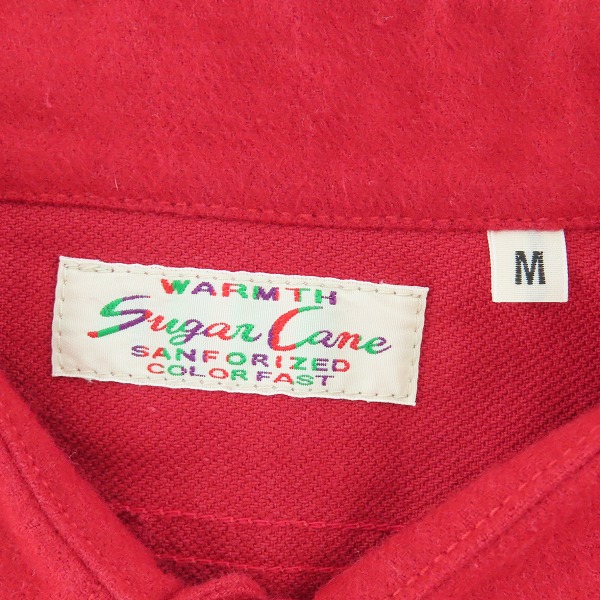 WARMTH
Sugar Cane
SANFORIZED
COLOR FAST
M